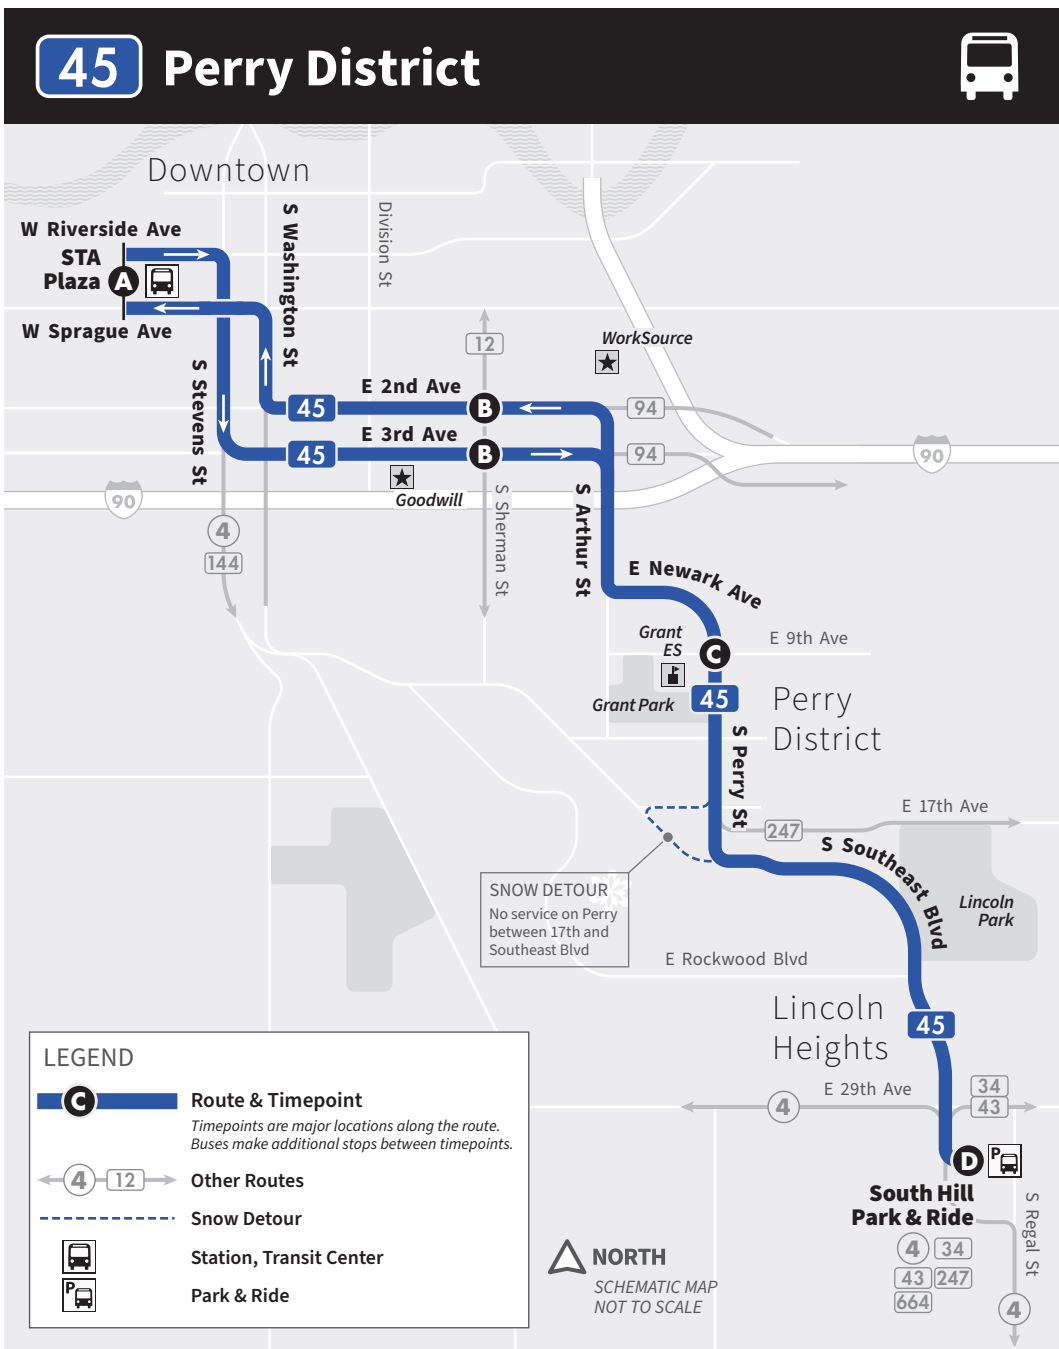 45 Perry District
Downtown
W Riverside Ave
STA
Plaza
A
W Sprague Ave
S Washington St
Division St
S Stevens St
12
WorkSource
E 2nd Ave
45
B
94
E 3rd Ave
45
B
94
90
90
Goodwill
S Sherman St
S Arthur St
4
144
E Newark Ave
Grant
ES
C
E 9th Ave
Grant Park
45
Perry
District
S Perry St
E 17th Ave
247
S Southeast Blvd
SNOW DETOUR
No service on Perry
between 17th and
Southeast Blvd
Lincoln
Park
E Rockwood Blvd
Lincoln
Heights
45
E 29th Ave
34
43
4
D
P
South Hill
Park & Ride
S Regal St
4 34
43 247
664
4
LEGEND
C
Route & Timepoint
Timepoints are major locations along the route.
Buses make additional stops between timepoints.
4 12
Other Routes
Snow Detour
Station, Transit Center
P
Park & Ride
NORTH
SCHEMATIC MAP
NOT TO SCALE